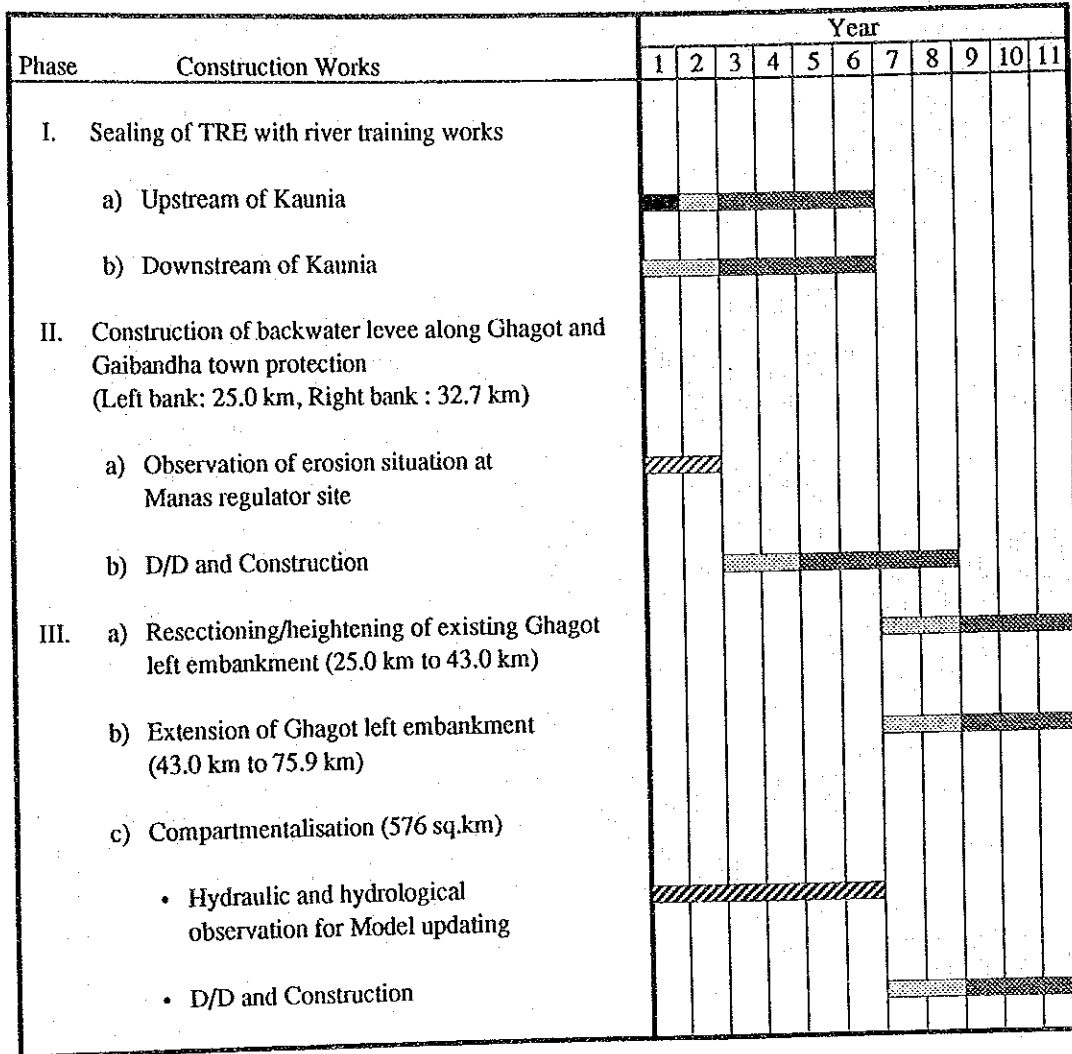 Year
Phase Construction Works 1 2 3 4 5 6 7 8 9 10 11
I. Sealing of TRE with river training works
a) Upstream of Kaunia
b) Downstream of Kaunia
II. Construction of backwater levee along Ghagot and
Gaibandha town protection
(Left bank: 25.0 km, Right bank : 32.7 km)
a) Observation of erosion situation at
Manas regulator site
b) D/D and Construction
III. a) Resectioning/heightening of existing Ghagot
left embankment (25.0 km to 43.0 km)
b) Extension of Ghagot left embankment
(43.0 km to 75.9 km)
c) Compartmentalisation (576 sq.km)
• Hydraulic and hydrological
observation for Model updating
• D/D and Construction